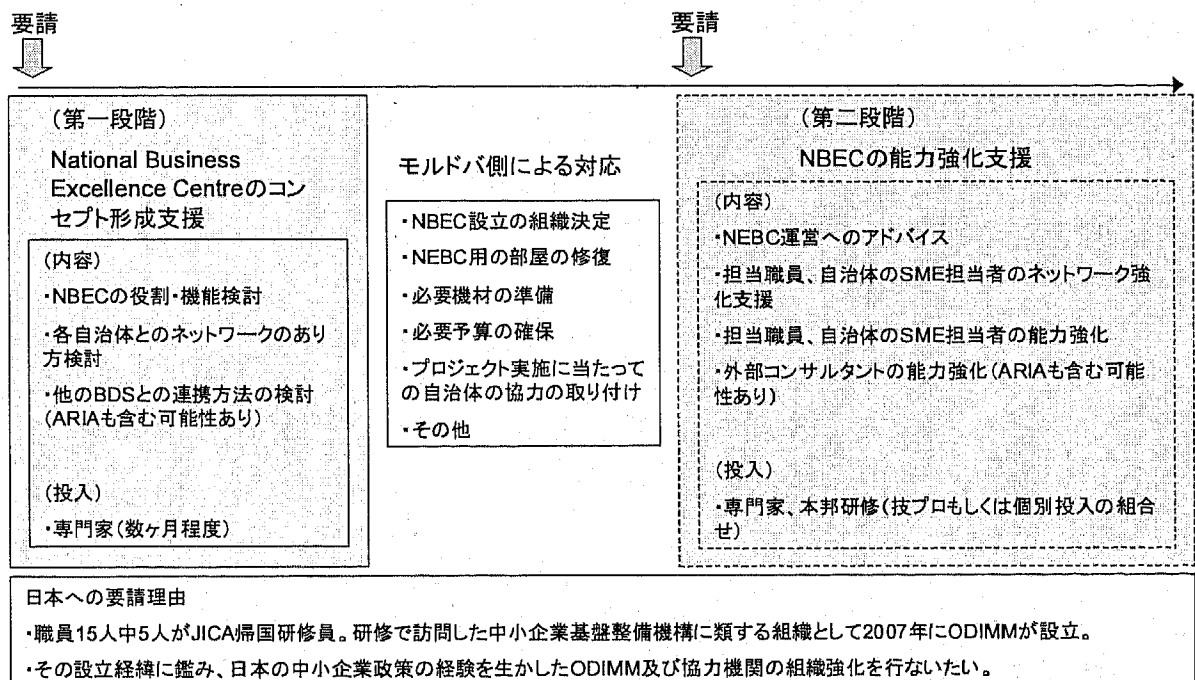 要請
要請
(第一段階)
National Business
Excellence Centreのコン
セプト形成支援
(内容)
・NBECの役割・機能検討
・各自治体とのネットワークのあり
方検討
・他のBDSとの連携方法の検討
(ARIAも含む可能性あり)
(投入)
・専門家(数ヶ月程度)
モルドバ側による対応
・NBEC設立の組織決定
・NEBC用の部屋の修復
・必要機材の準備
・必要予算の確保
・プロジェクト実施に当たって
の自治体の協力の取り付け
・その他
(第二段階)
NBECの能力強化支援
(内容)
・NEBC運営へのアドバイス
・担当職員、自治体のSME担当者のネットワーク強
化支援
・担当職員、自治体のSME担当者の能力強化
・外部コンサルタントの能力強化(ARIAも含む可能
性あり)
(投入)
・専門家、本邦研修(技プロもしくは個別投入の組合
せ)
日本への要請理由
・職員15人中5人がJICA帰国研修員。研修で訪問した中小企業基盤整備機構に類する組織として2007年にODIMMが設立。
・その設立経緯に鑑み、日本の中小企業政策の経験を生かしたODIMM及び協力機関の組織強化を行ないたい。